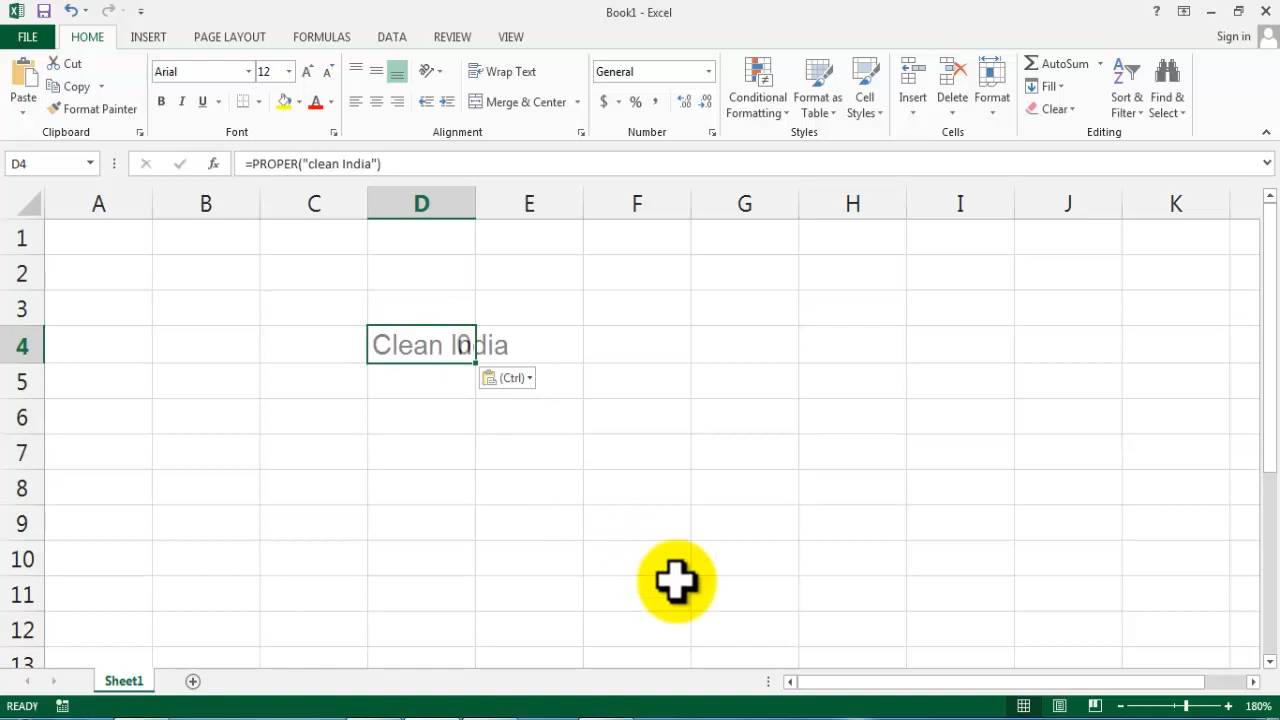 Book1 - Excel
?
FILE HOME INSERT PAGE LAYOUT FORMULAS DATA REVIEW VIEW Sign in
Paste Cut Copy Format Painter Clipboard
Arial 12 A A B I U A Font
Wrap Text Merge & Center Alignment
General $ % , Number
Conditional Formatting Format as Table Cell Styles Styles
Insert Delete Format Cells
AutoSum Fill Clear Sort & Filter Find & Select Editing
D4 fx =PROPER("clean India")
A B C D E F G H I J K
1
2
3
4 Clean India
(Ctrl)
5
6
7
8
9
10
11
12
13
Sheet1
READY 180%